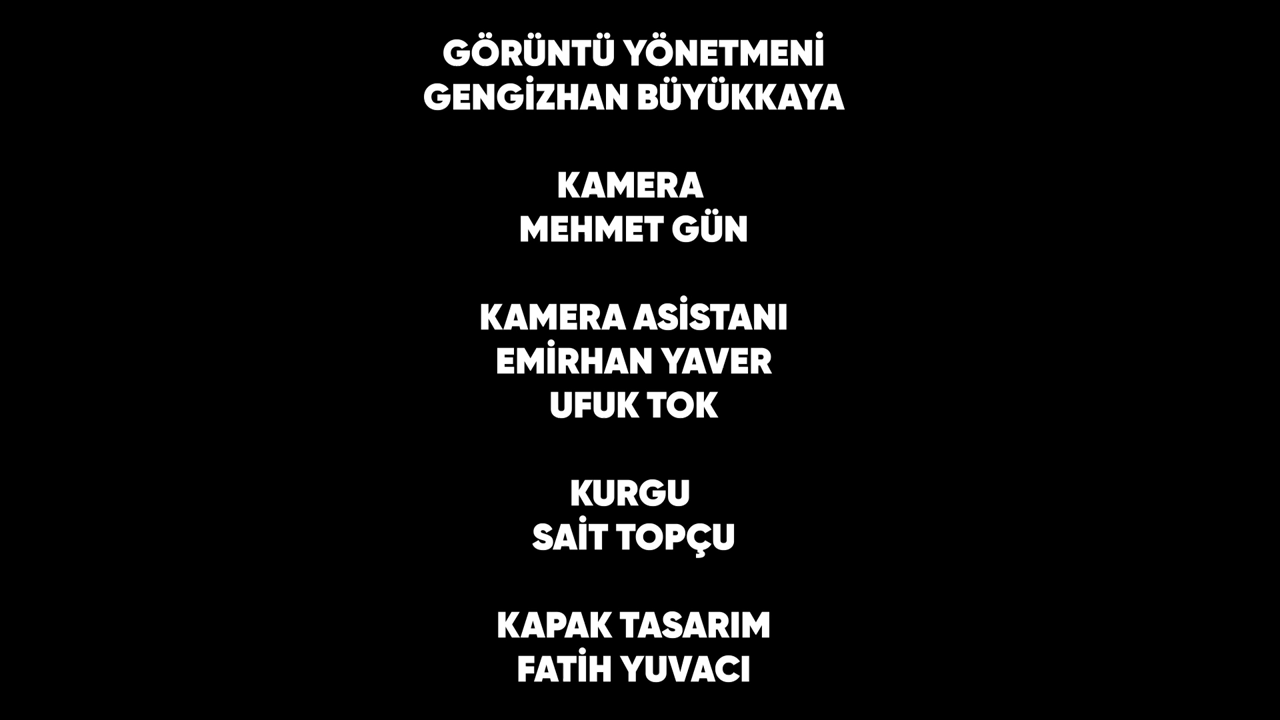 GÖRÜNTÜ YÖNETMENİ
GENGİZHAN BÜYÜKKAYA
KAMERA
MEHMET GÜN
KAMERA ASİSTANI
EMİRHAN YAVER
UFUK TOK
KURGU
SAİT TOPÇU
KAPAK TASARIM
FATİH YUVACI